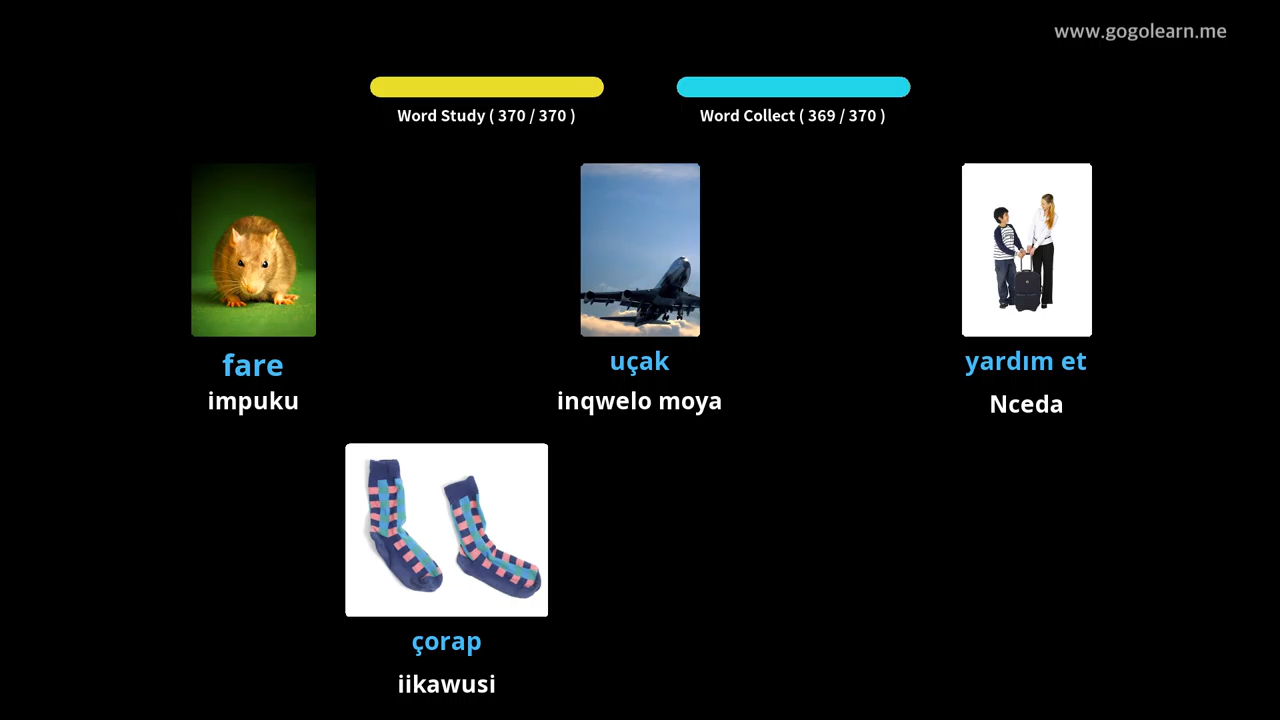 www.gogolearn.me
Word Study ( 370 / 370 )
Word Collect ( 369 / 370 )
fare
impuku
uçak
inqwelo moya
yardım et
Nceda
çorap
iikawusi